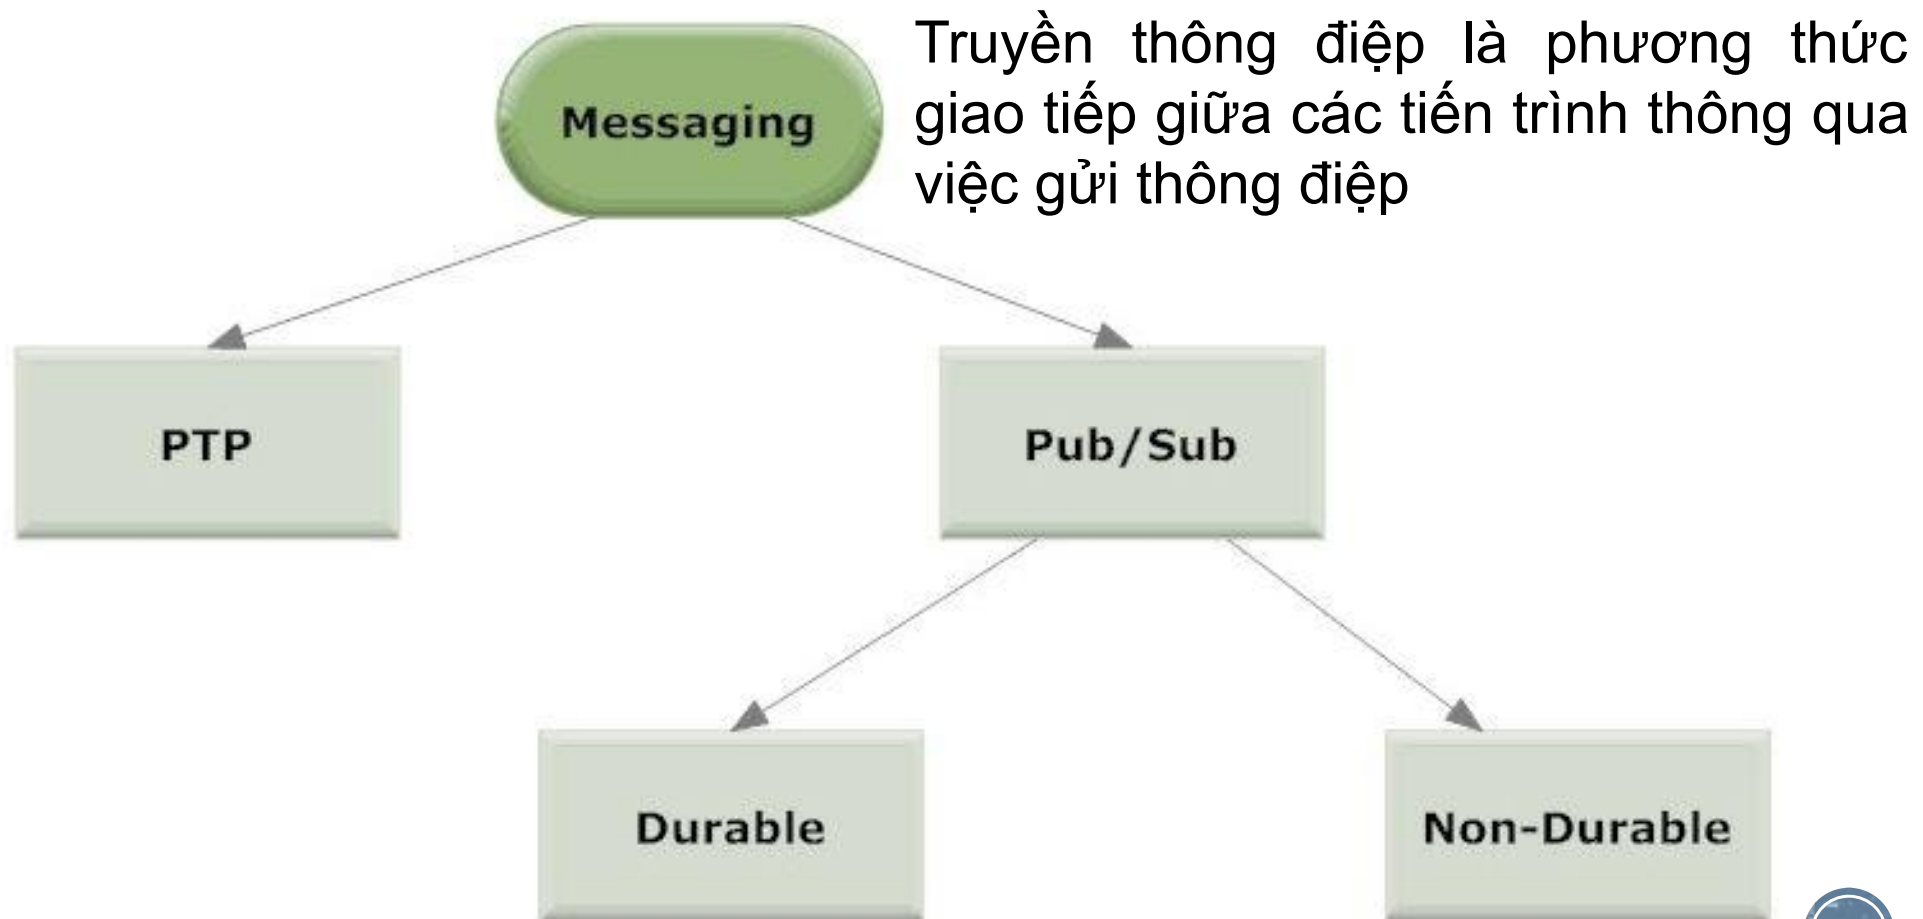 Truyền thông điệp là phương thức
giao tiếp giữa các tiến trình thông qua
việc gửi thông điệp
Messaging
PTP
Pub/Sub
Durable
Non-Durable